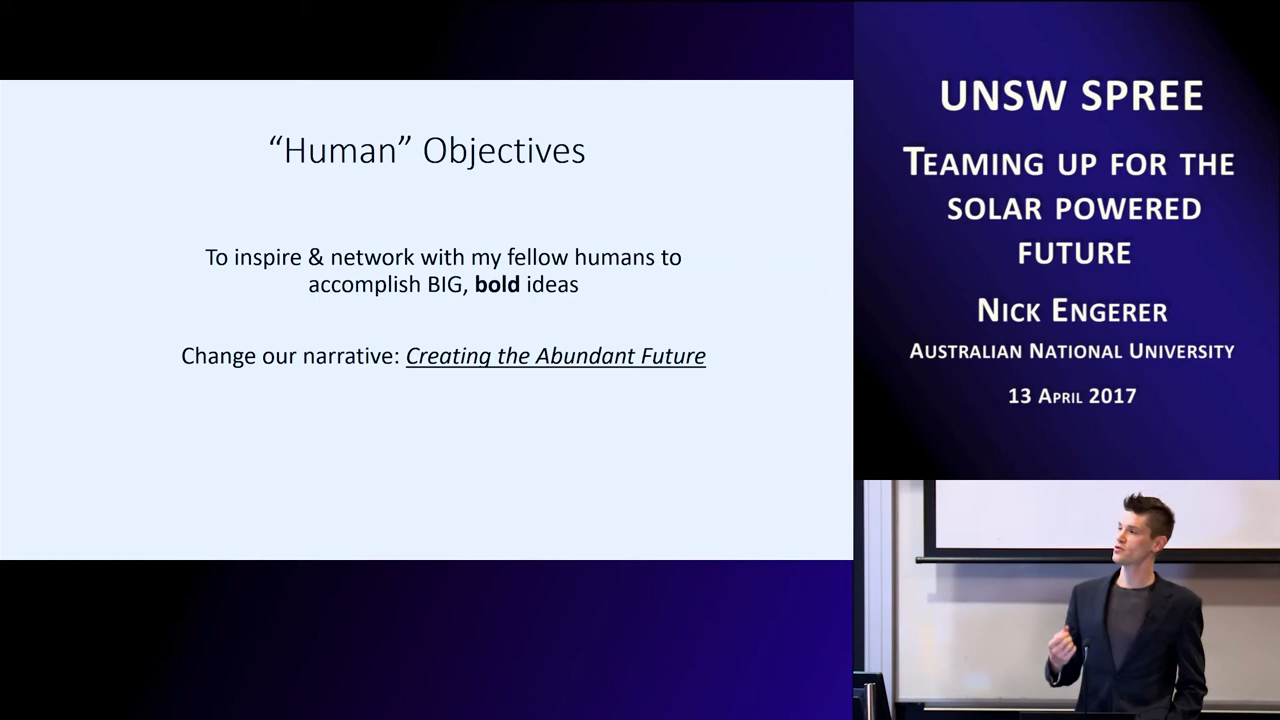 “Human” Objectives
To inspire & network with my fellow humans to
accomplish BIG, bold ideas
Change our narrative: Creating the Abundant Future
UNSW SPREE
TEAMING UP FOR THE
SOLAR POWERED
FUTURE
NICK ENGERER
AUSTRALIAN NATIONAL UNIVERSITY
13 APRIL 2017